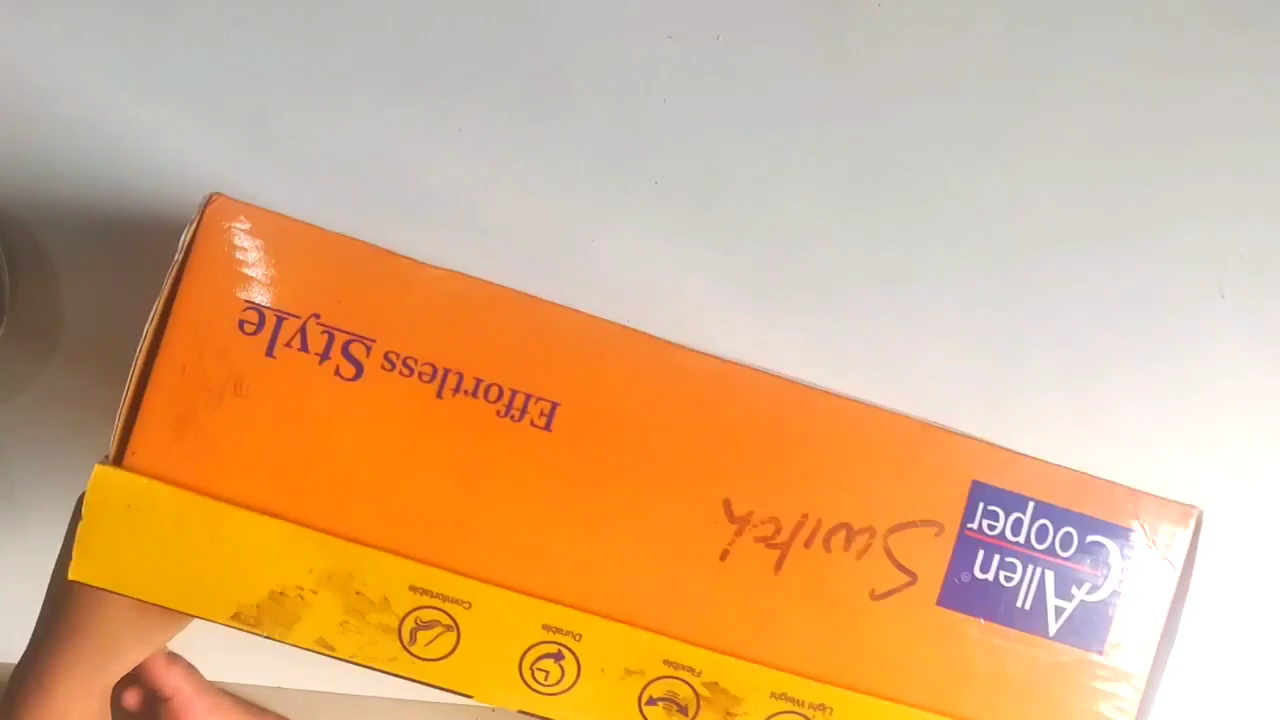 Allen
Cooper
Switch
Effortless Style
Light Weight
Flexible
Durable
Comfortable